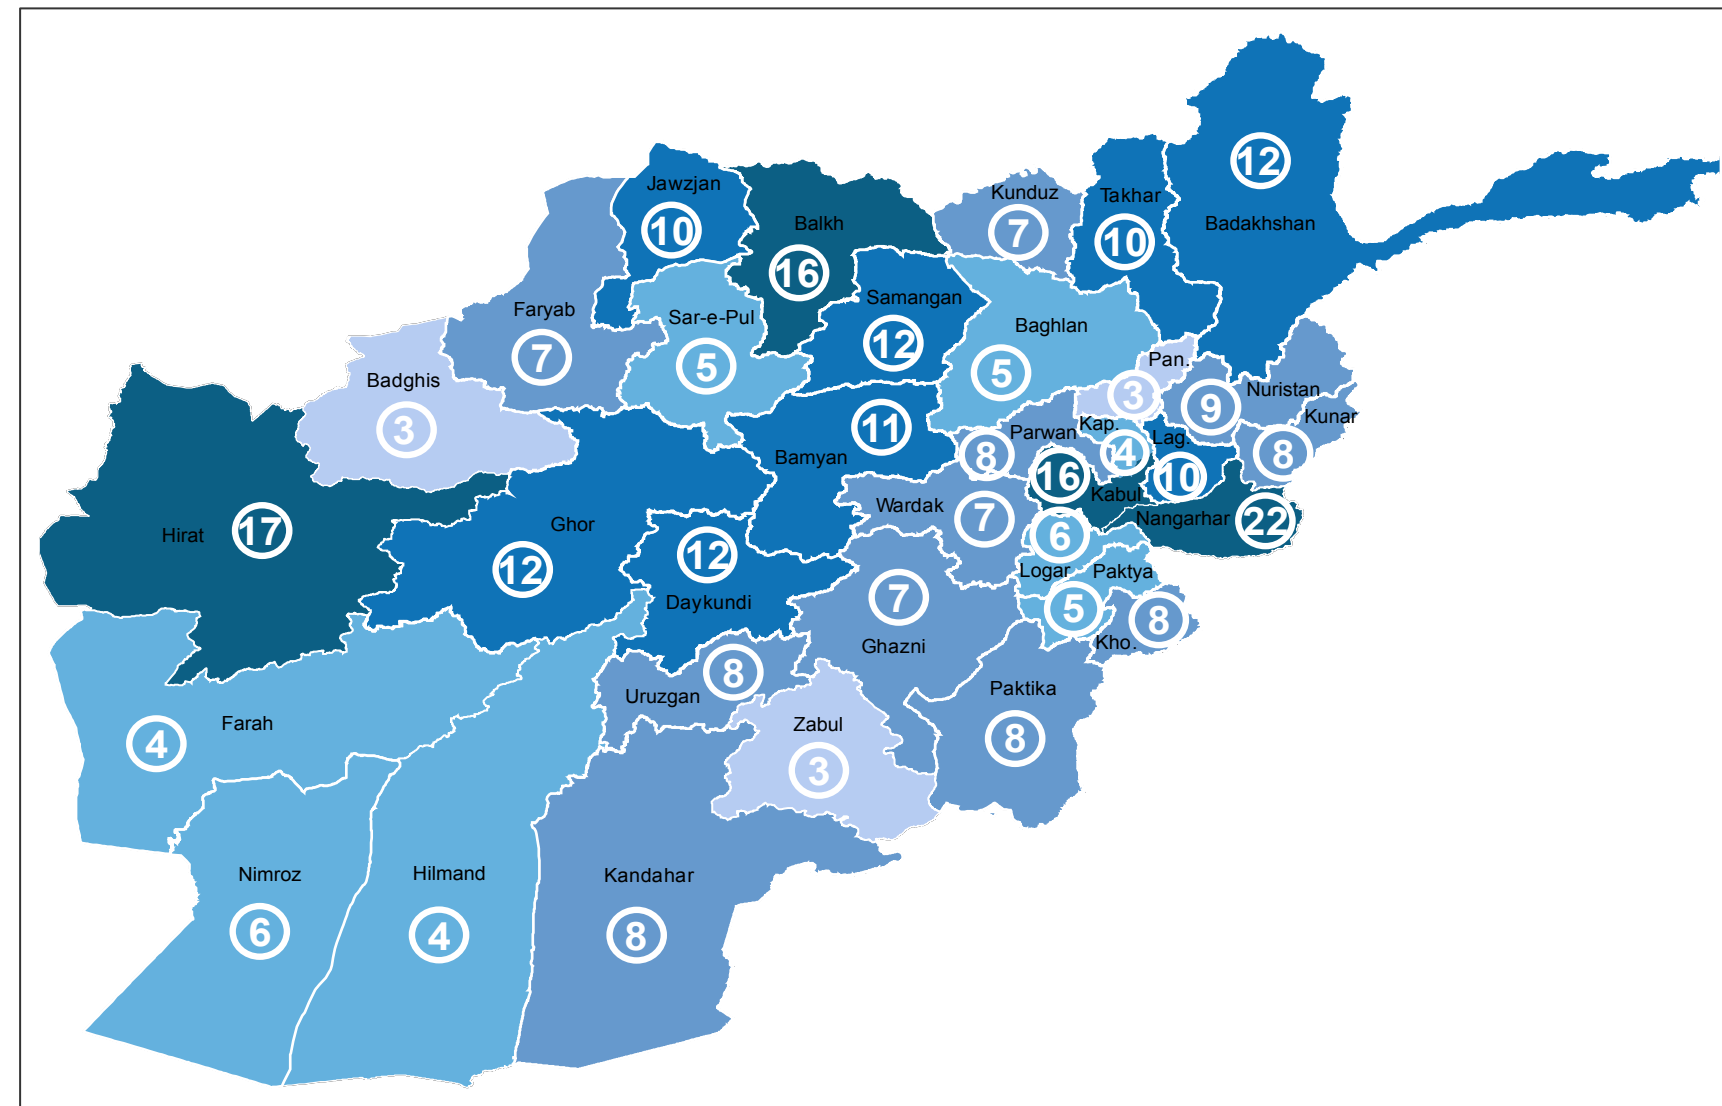 12
Badakhshan
Jawzjan
10
Balkh
16
Kunduz
7
Takhar
10
Faryab
7
Sar-e-Pul
5
Samangan
12
Baghlan
5
Badghis
3
Pan.
3
Nuristan
9
Kunar
8
Bamyan
11
Parwan
8
Kap.
4
Lag.
10
Kabul
16
Nangarhar
22
Hirat
17
Ghor
12
Daykundi
12
Wardak
7
Logar
6
Paktya
5
Kho.
8
Ghazni
7
Uruzgan
8
Zabul
3
Paktika
8
Farah
4
Nimroz
6
Hilmand
4
Kandahar
8